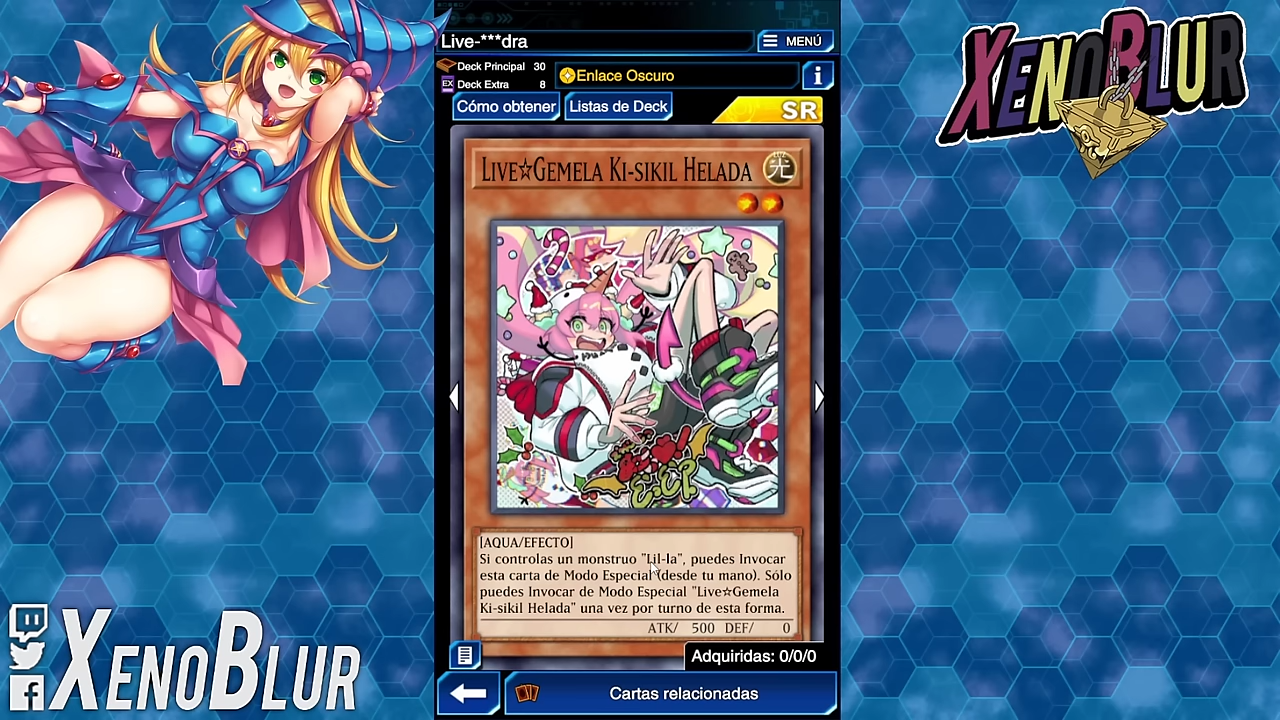 Live-***dra
MENÚ
Deck Principal 30
EX Deck Extra 8
Enlace Oscuro
i
Cómo obtener
Listas de Deck
SR
LIVE☆GEMELA KI-SIKIL HELADA
LUZ
光
[AQUA/EFECTO]
Si controlas un monstruo "Lil-la", puedes Invocar
esta carta de Modo Especial (desde tu mano). Sólo
puedes Invocar de Modo Especial "Live☆Gemela
Ki-sikil Helada" una vez por turno de esta forma.
ATK/ 500 DEF/ 0
Adquiridas: 0/0/0
Cartas relacionadas
XENOBLUR
XENOBLUR